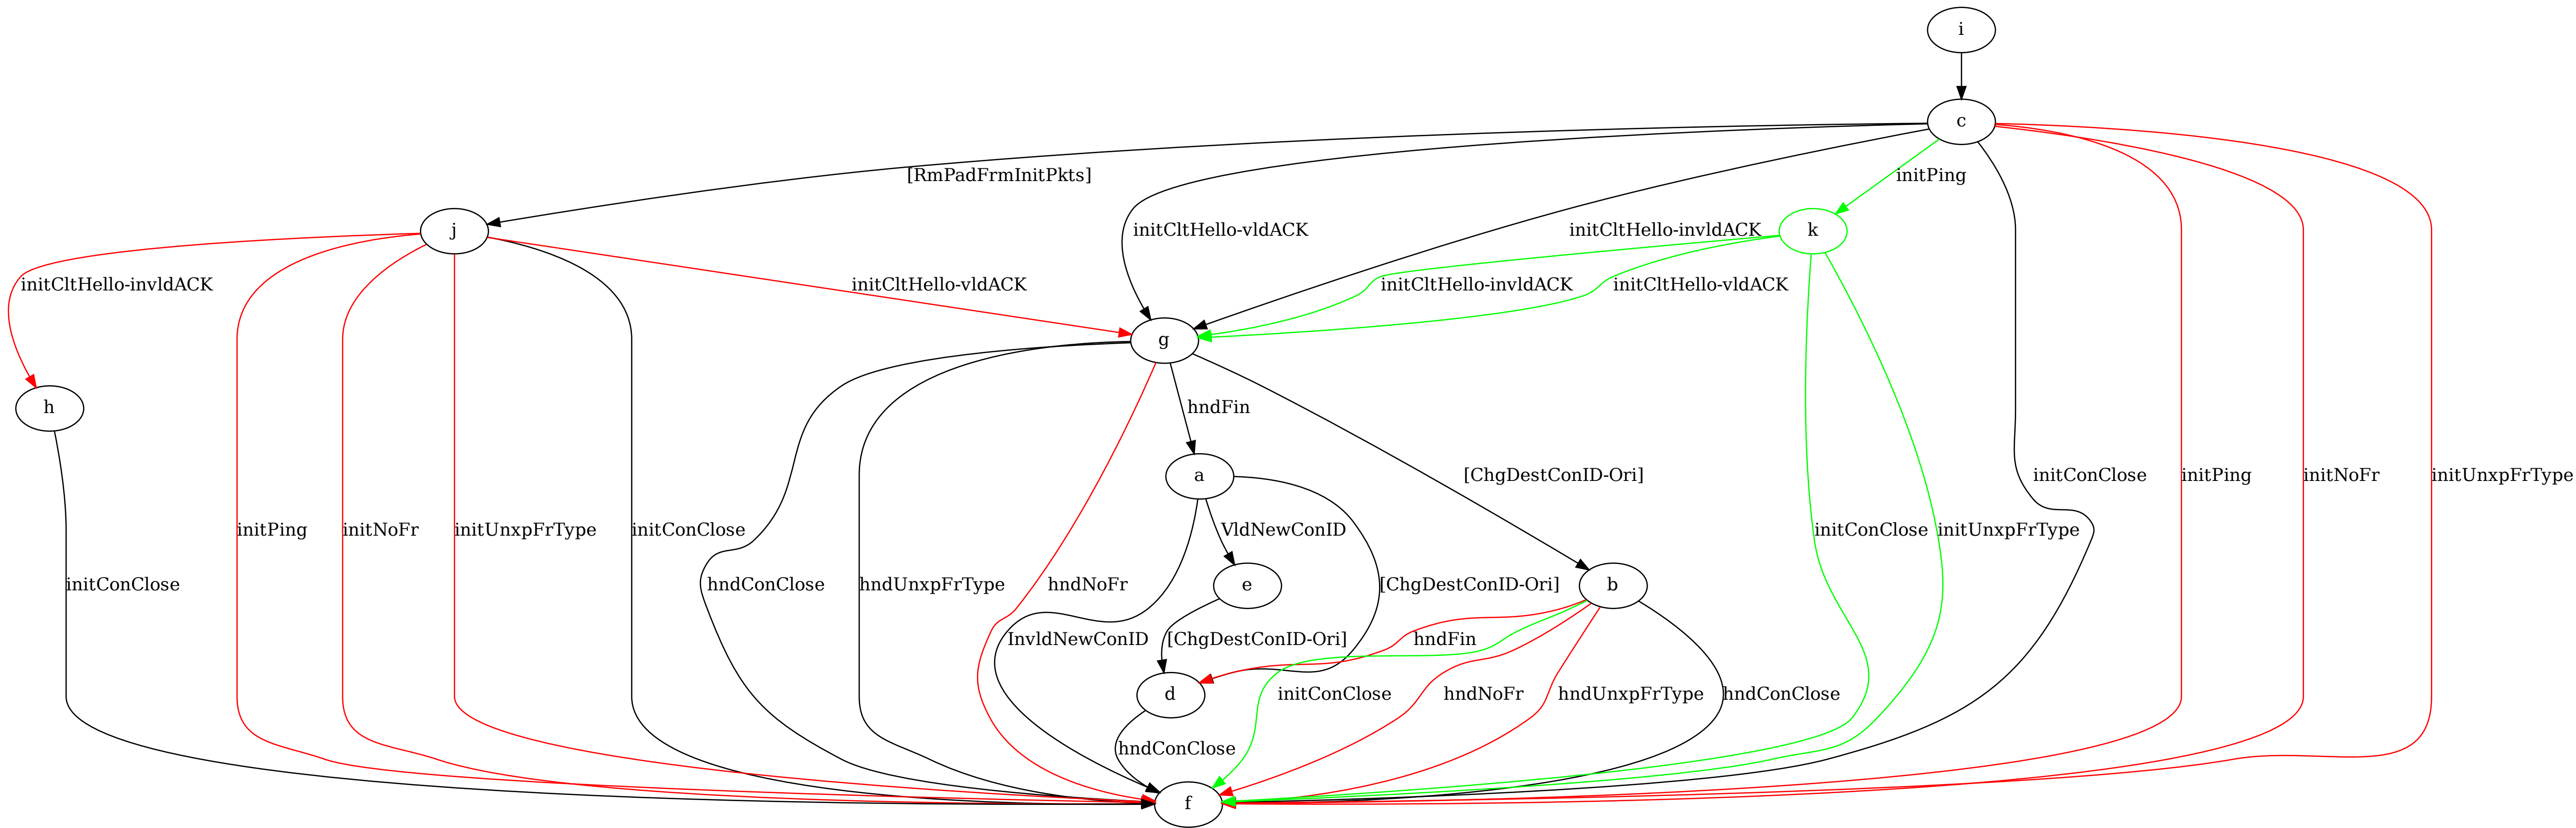 i
c
[RmPadFrmInitPkts]
initPing
j
initCltHello-vldACK
initCltHello-invldACK
k
initCltHello-invldACK
initCltHello-vldACK
initCltHello-invldACK
initCltHello-vldACK
g
h
hndFin
a
[ChgDestConID-Ori]
initConClose
initPing
initNoFr
initUnxpFrType
initPing
initNoFr
initUnxpFrType
initConClose
VldNewConID
initConClose
initUnxpFrType
initConClose
hndConClose
hndUnxpFrType
hndNoFr
e
[ChgDestConID-Ori]
b
InvldNewConID
[ChgDestConID-Ori]
hndFin
d
initConClose
hndNoFr
hndUnxpFrType
hndConClose
hndConClose
f